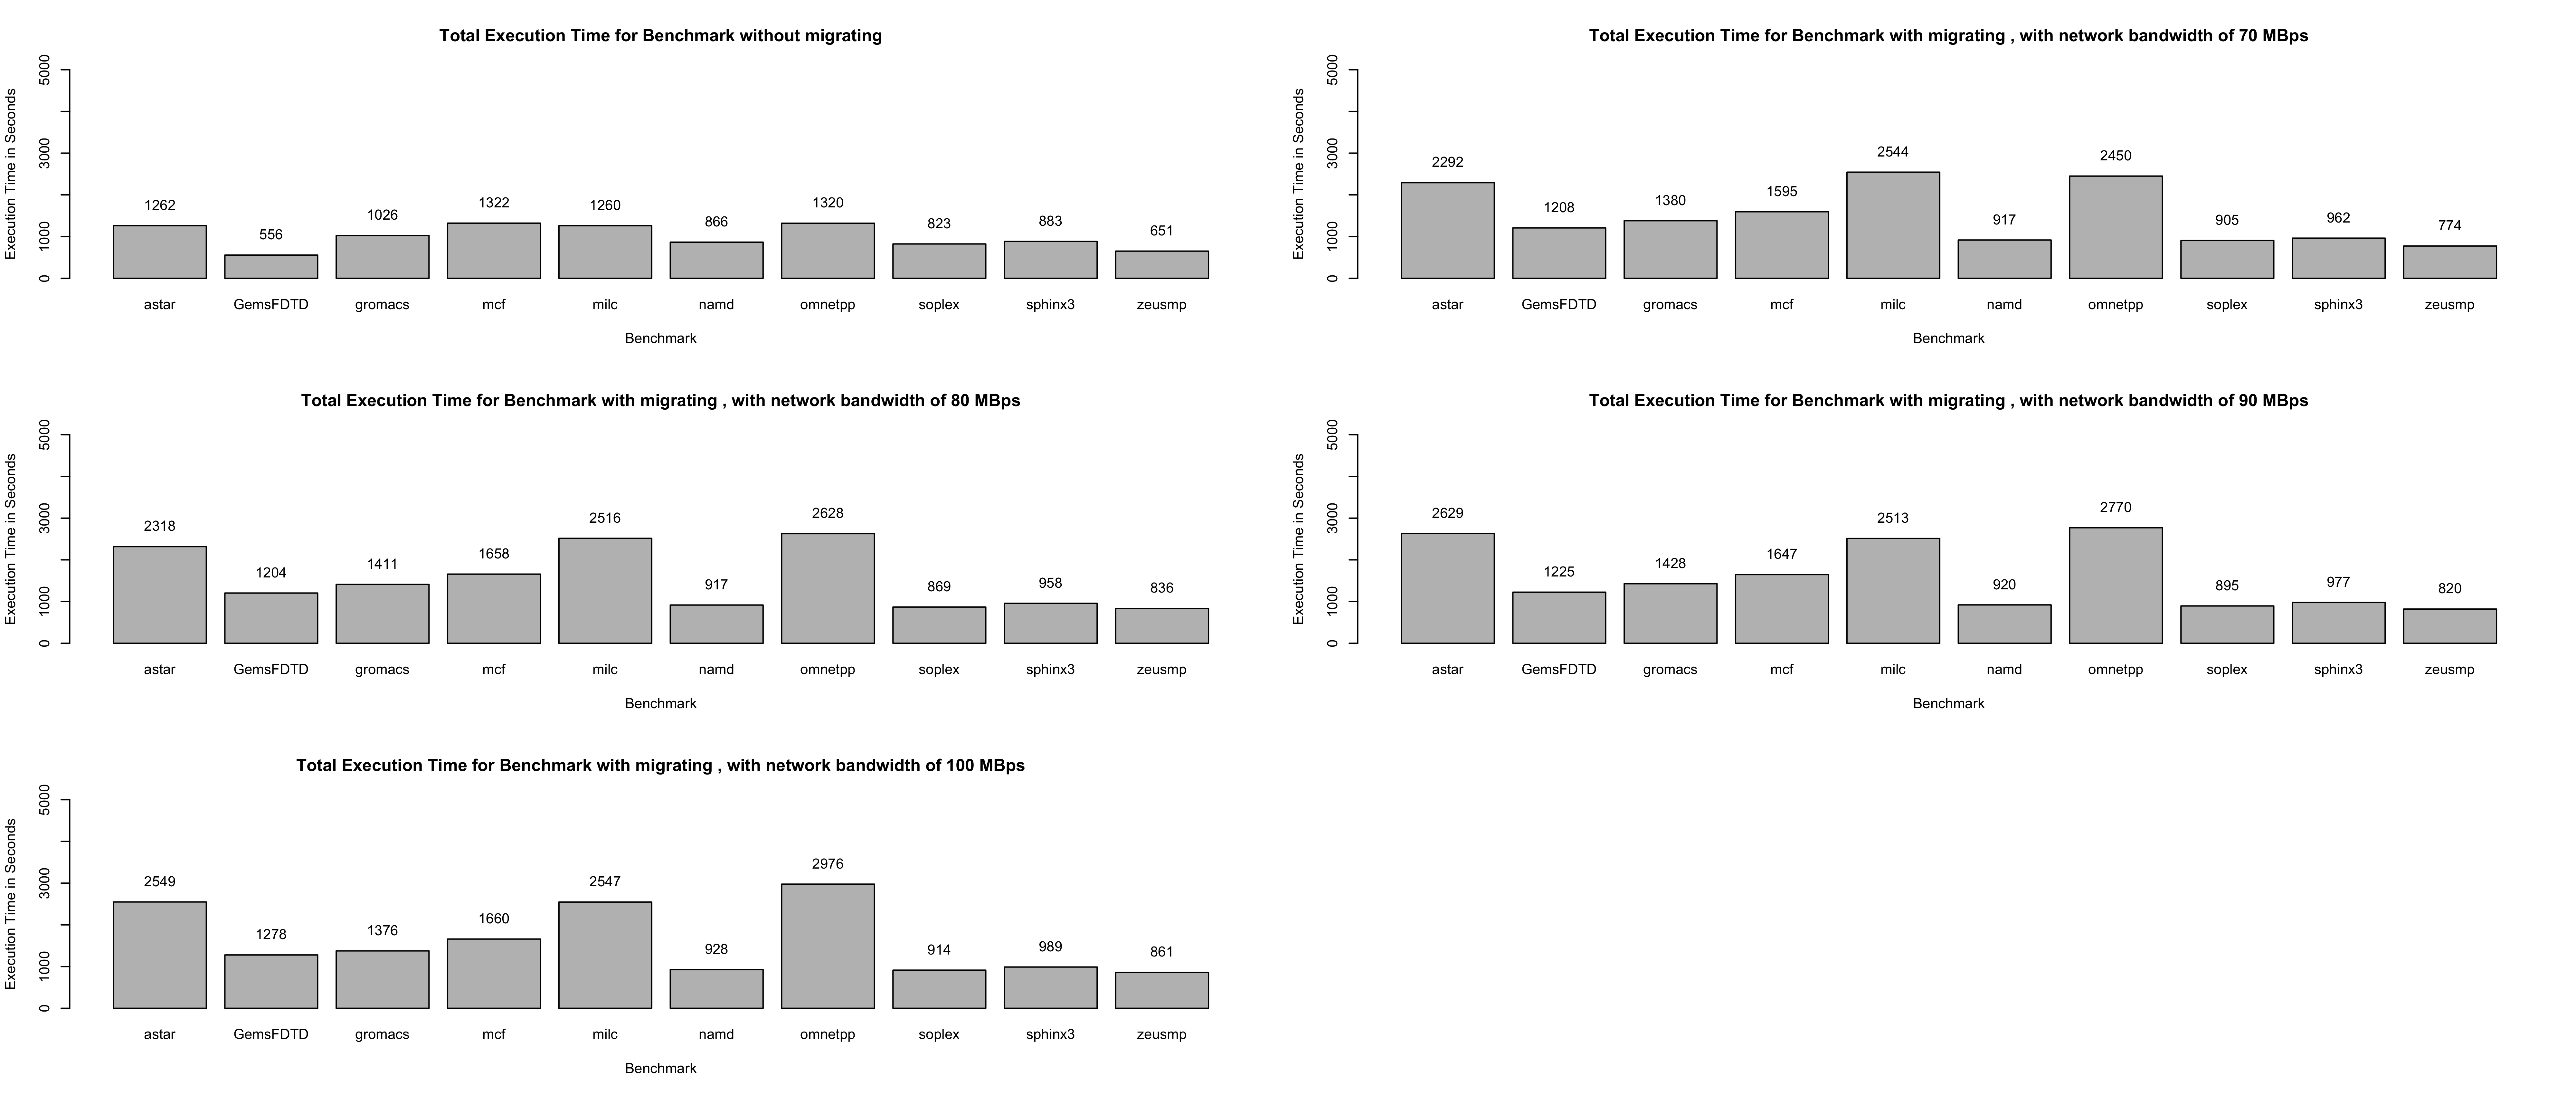 Total Execution Time for Benchmark without migrating
Execution Time in Seconds
5000
3000
1000
0
1262 556 1026 1322 1260 866 1320 823 883 651
astar GemsFDTD gromacs mcf milc namd omnetpp soplex sphinx3 zeusmp
Benchmark
Total Execution Time for Benchmark with migrating , with network bandwidth of 70 MBps
Execution Time in Seconds
5000
3000
1000
0
2292 1208 1380 1595 2544 917 2450 905 962 774
astar GemsFDTD gromacs mcf milc namd omnetpp soplex sphinx3 zeusmp
Benchmark
Total Execution Time for Benchmark with migrating , with network bandwidth of 80 MBps
Execution Time in Seconds
5000
3000
1000
0
2318 1204 1411 1658 2516 917 2628 869 958 836
astar GemsFDTD gromacs mcf milc namd omnetpp soplex sphinx3 zeusmp
Benchmark
Total Execution Time for Benchmark with migrating , with network bandwidth of 90 MBps
Execution Time in Seconds
5000
3000
1000
0
2629 1225 1428 1647 2513 920 2770 895 977 820
astar GemsFDTD gromacs mcf milc namd omnetpp soplex sphinx3 zeusmp
Benchmark
Total Execution Time for Benchmark with migrating , with network bandwidth of 100 MBps
Execution Time in Seconds
5000
3000
1000
0
2549 1278 1376 1660 2547 928 2976 914 989 861
astar GemsFDTD gromacs mcf milc namd omnetpp soplex sphinx3 zeusmp
Benchmark